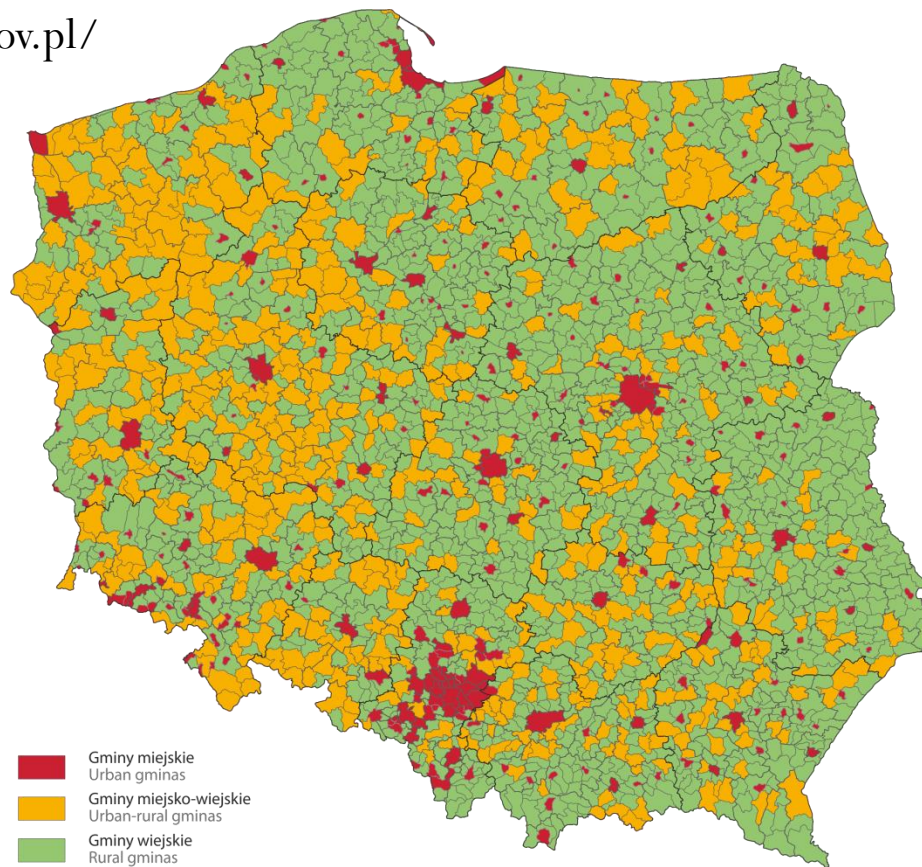 ov.pl/
Gminy miejskie
Urban gminas
Gminy miejsko-wiejskie
Urban-rural gminas
Gminy wiejskie
Rural gminas